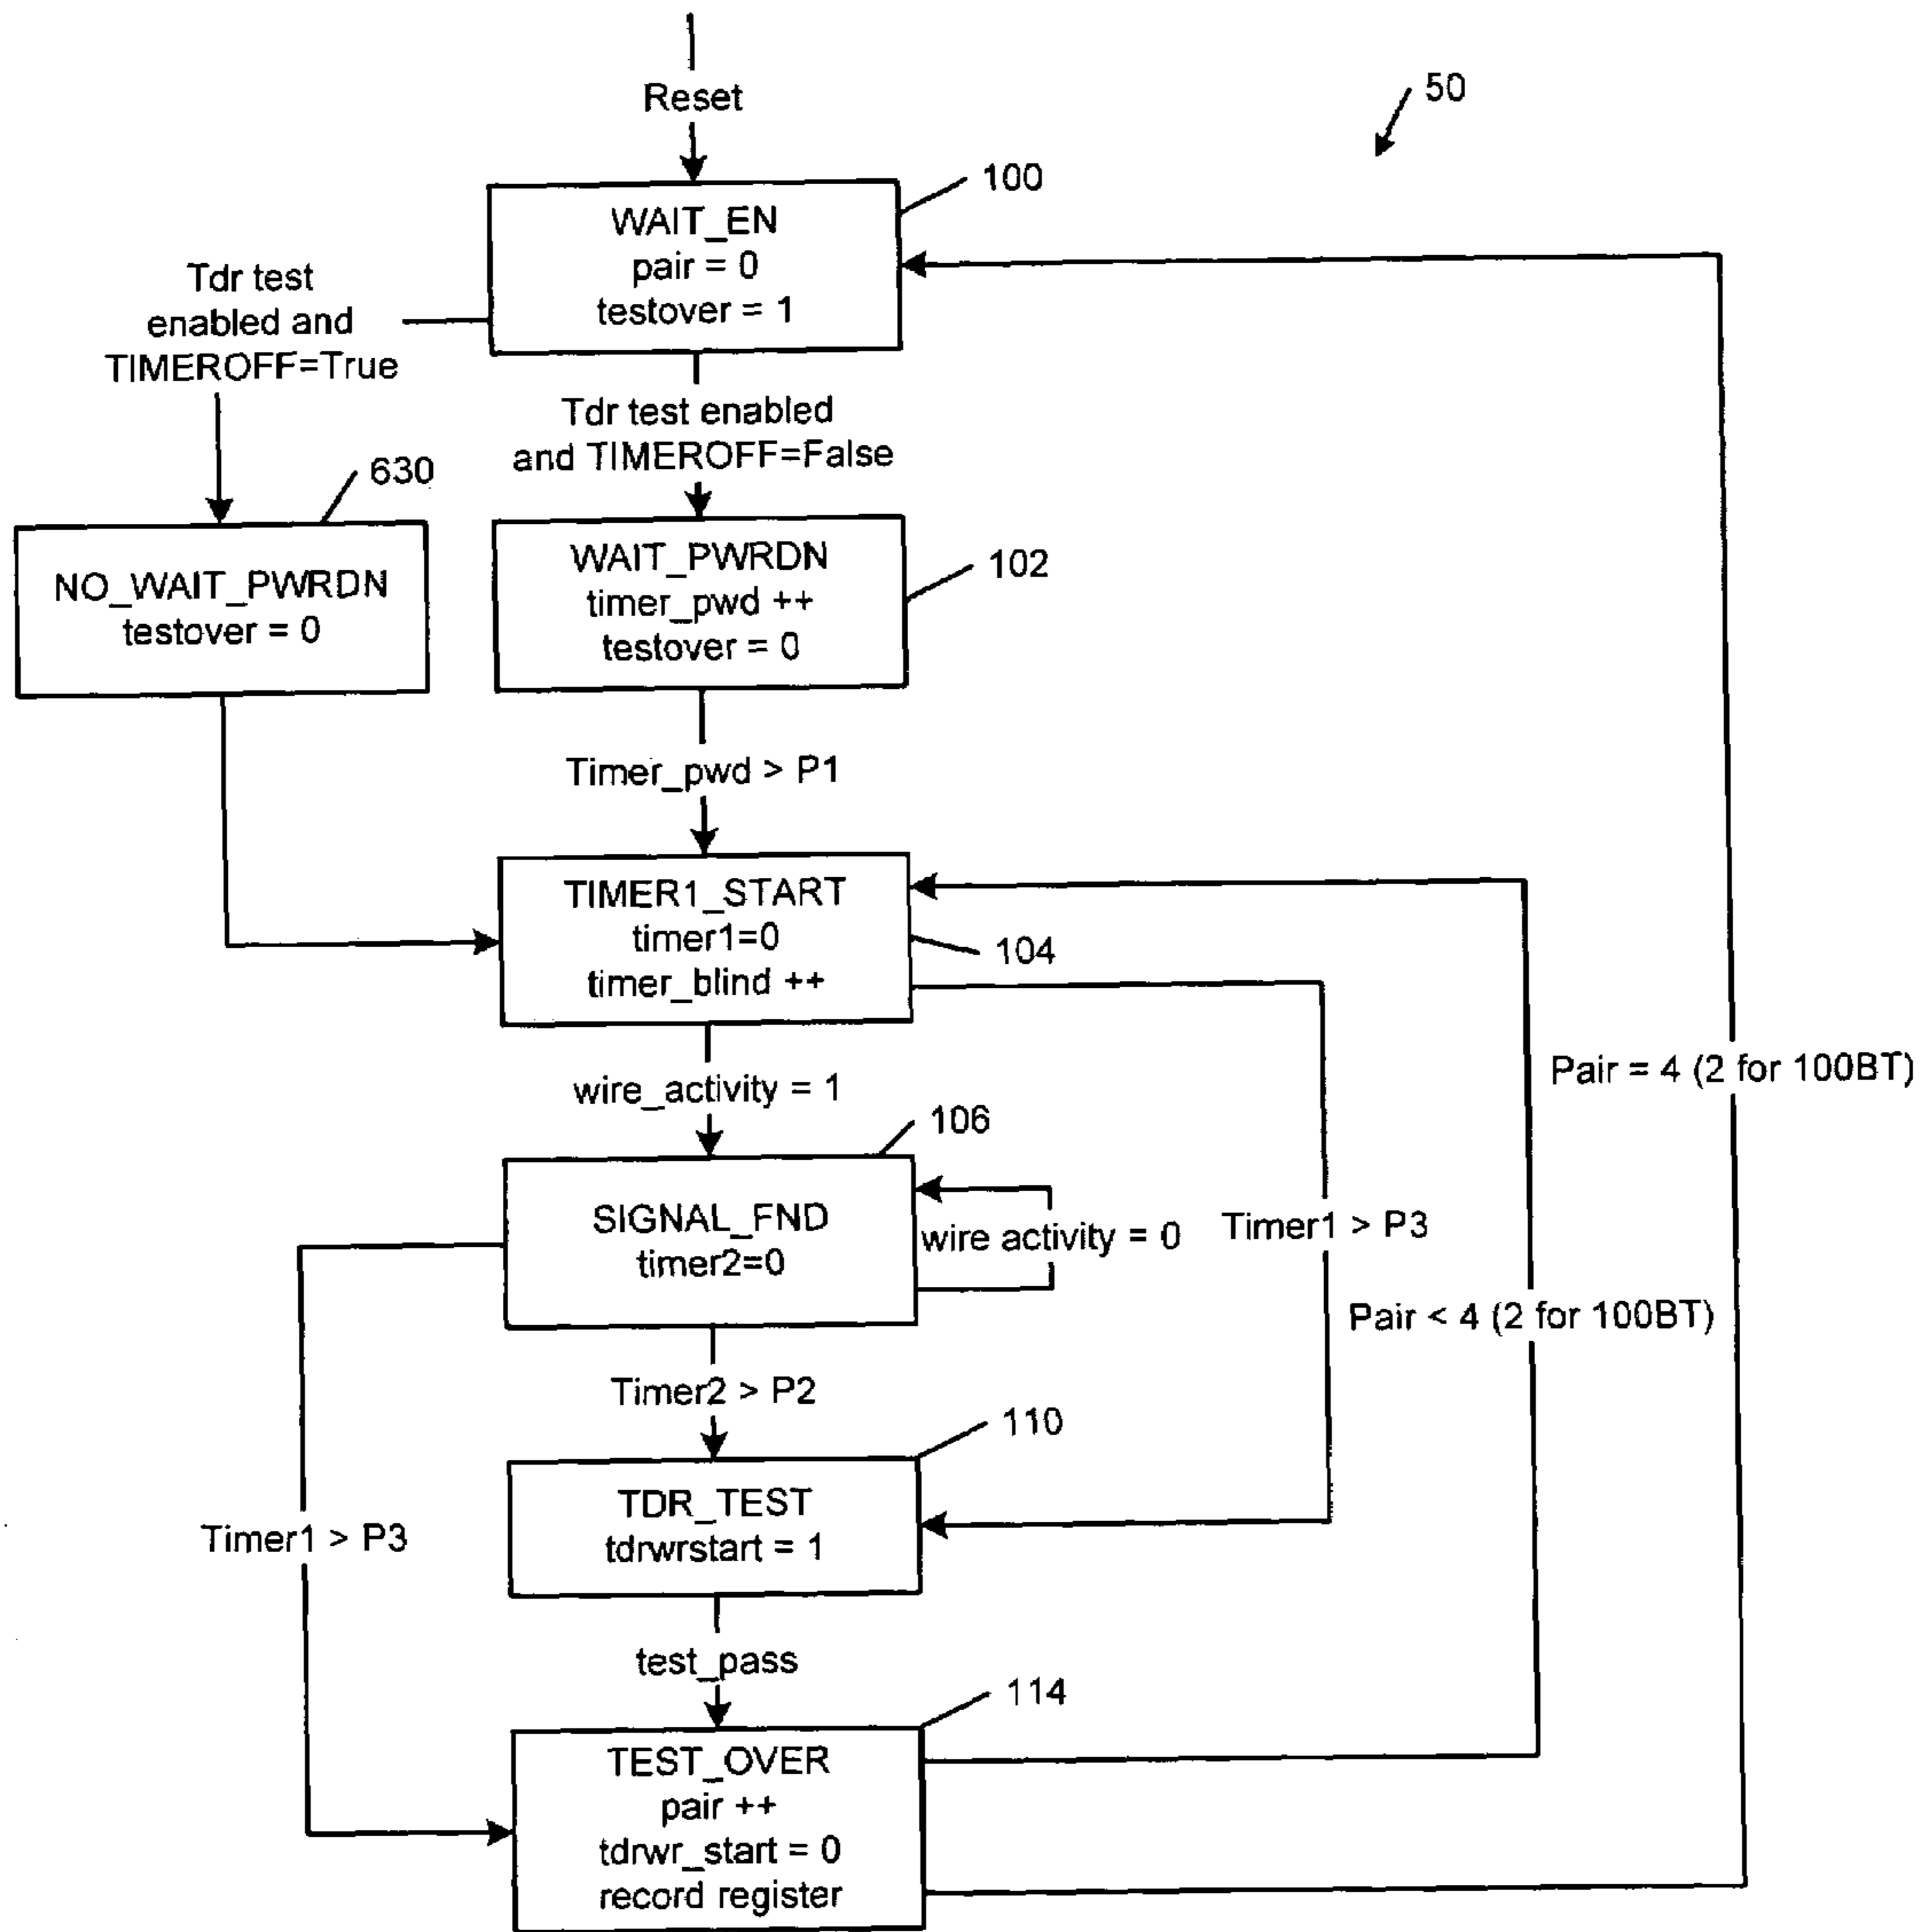 Reset
50
100
WAIT_EN
pair = 0
testover = 1
Tdr test
enabled and
TIMEROFF=True
Tdr test enabled
and TIMEROFF=False
630
NO_WAIT_PWRDN
testover = 0
WAIT_PWRDN
timer_pwd ++
testover = 0
102
Timer_pwd > P1
TIMER1_START
timer1=0
timer_blind ++
104
wire_activity = 1
Pair = 4 (2 for 100BT)
106
SIGNAL_FND
timer2=0
wire activity = 0
Timer1 > P3
Pair < 4 (2 for 100BT)
Timer2 > P2
110
TDR_TEST
tdrwrstart = 1
Timer1 > P3
test_pass
114
TEST_OVER
pair ++
tdrwr_start = 0
record register